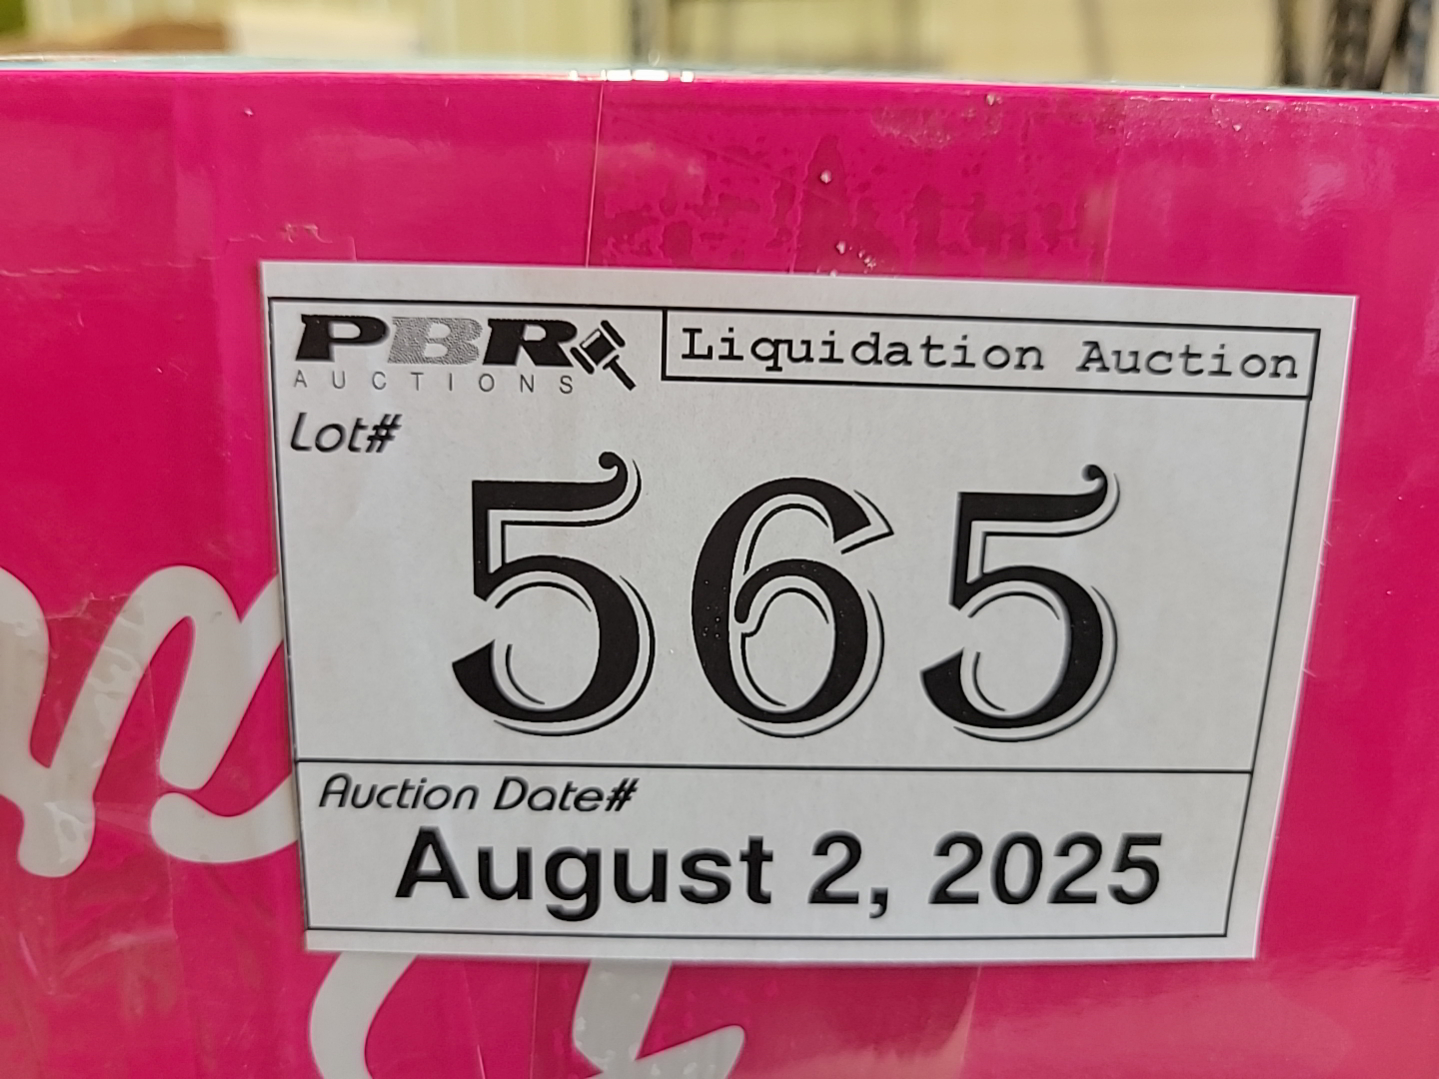 PBR
AUCTIONS
Liquidation Auction
Lot#
565
Auction Date#
August 2, 2025